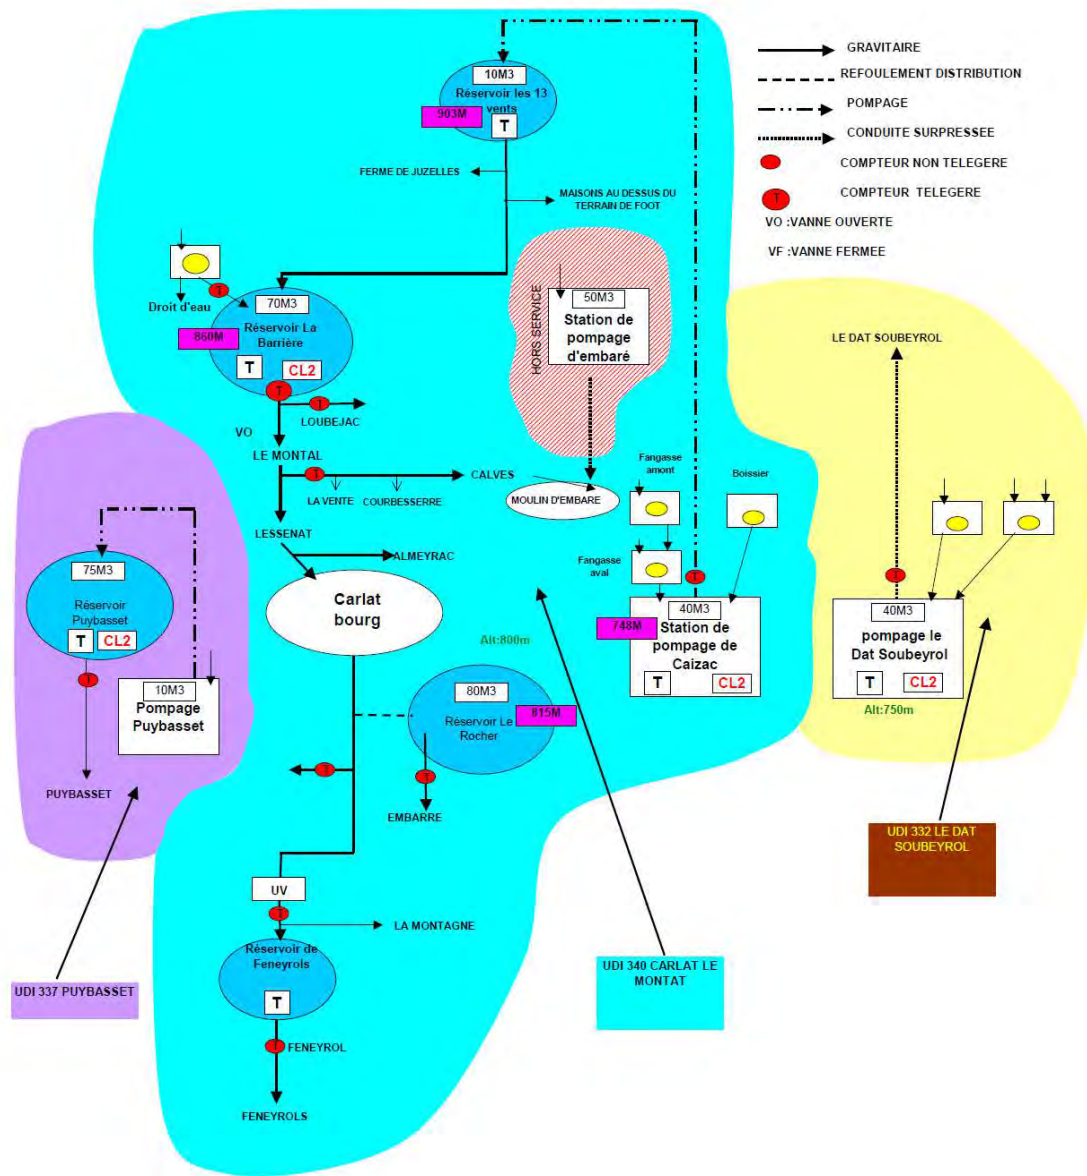 GRAVITAIRE
REFOULEMENT DISTRIBUTION
POMPAGE
CONDUITE SURPRESSEE
COMPTEUR NON TELEGERE
T
COMPTEUR TELEGERE
VO :VANNE OUVERTE
VF :VANNE FERMEE
10M3
Réservoir les 13
vents
903M
T
FERME DE JUZELLES
MAISONS AU DESSUS DU
TERRAIN DE FOOT
T
Droit d'eau
70M3
Réservoir La
Barrière
860M
T
CL2
T
T
LOUBEJAC
VO
LE MONTAL
T
CALVES
LA VENTE
COURBESSERRE
LESSENAT
ALMEYRAC
Carlat
bourg
HORS SERVICE
50M3
Station de
pompage
d'embaré
MOULIN D'EMBARE
Fangasse
amont
Boissier
Fangasse
aval
T
40M3
748M
Station de
pompage de
Caizac
T
CL2
Alt:800m
LE DAT SOUBEYROL
T
40M3
pompage le
Dat Soubeyrol
T
CL2
Alt:750m
75M3
Réservoir
Puybasset
T
CL2
T
10M3
Pompage
Puybasset
PUYBASSET
80M3
815M
Réservoir Le
Rocher
T
EMBARRE
T
UV
T
LA MONTAGNE
Réservoir de
Feneyrols
T
T
FENEYROL
FENEYROLS
UDI 337 PUYBASSET
UDI 340 CARLAT LE
MONTAT
UDI 332 LE DAT
SOUBEYROL